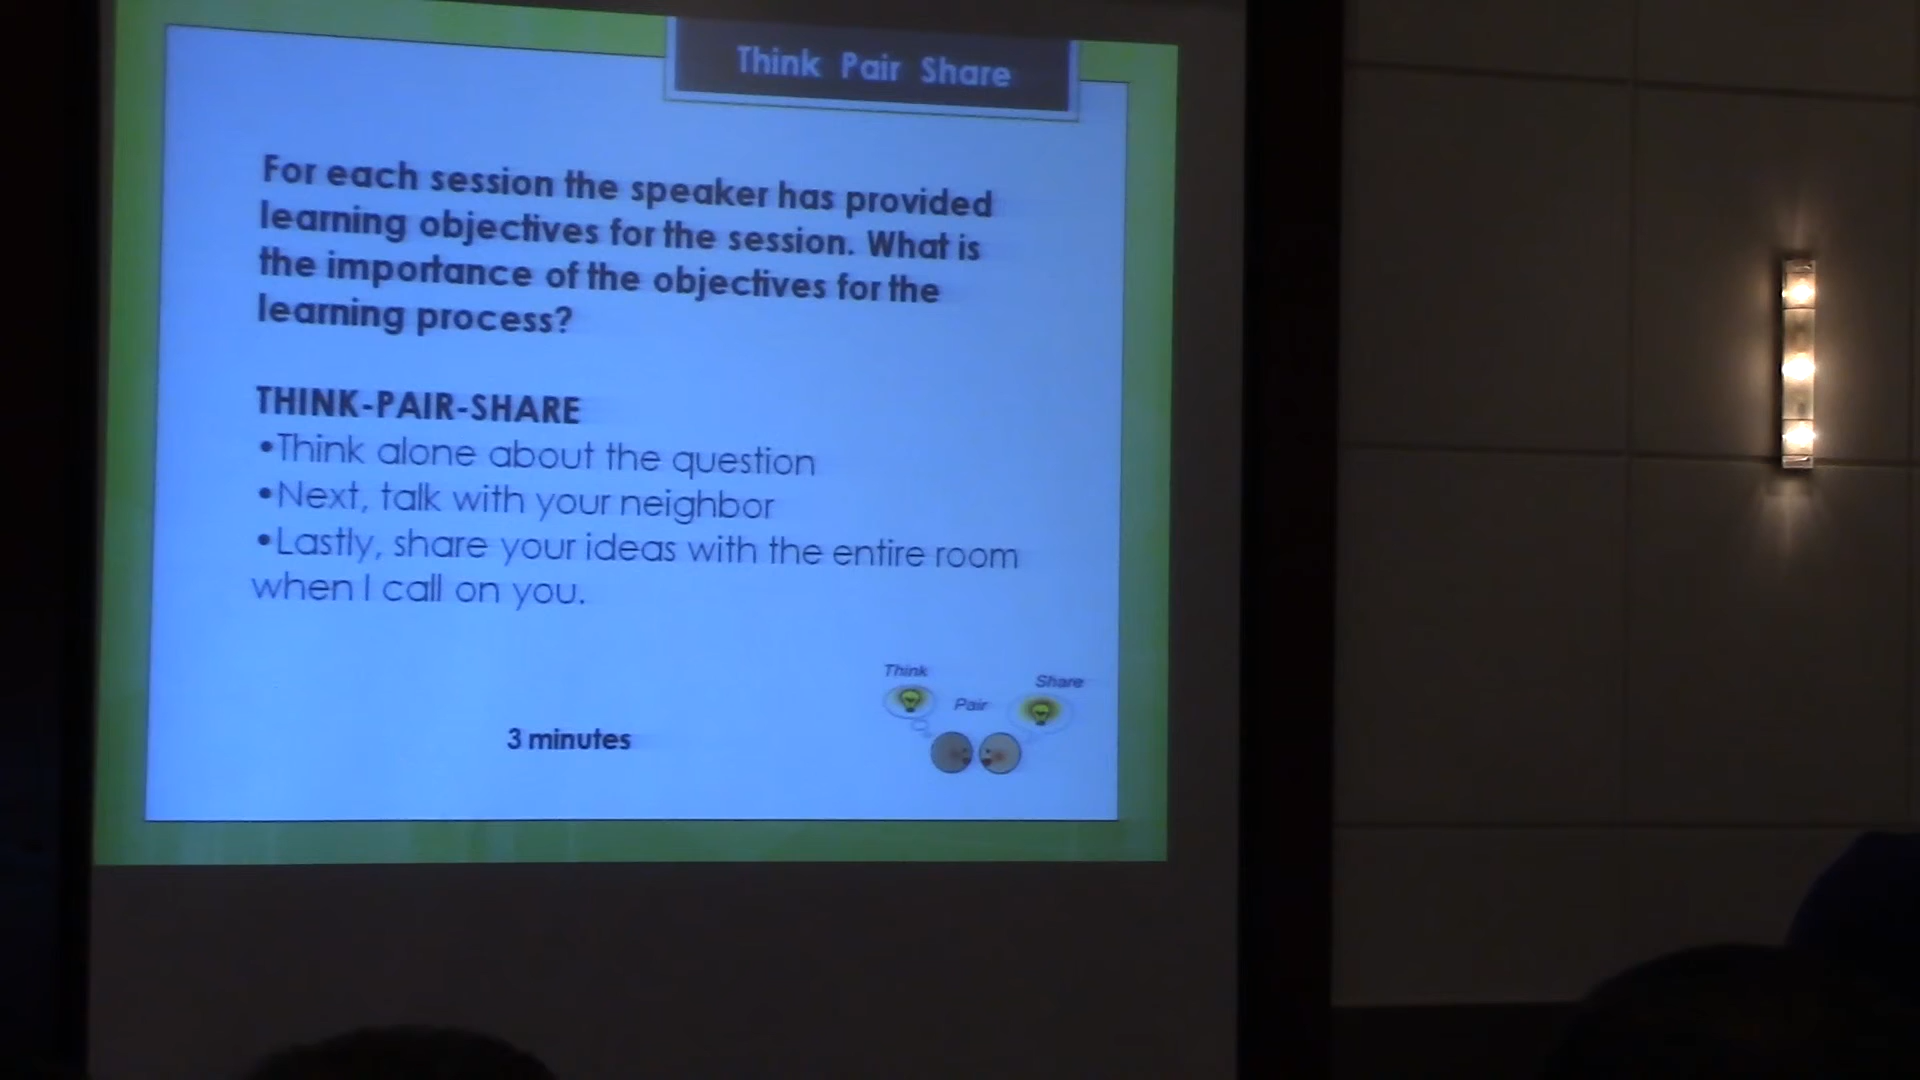 Think Pair Share
For each session the speaker has provided
learning objectives for the session. What is
the importance of the objectives for the
learning process?
THINK-PAIR-SHARE
•Think alone about the question
•Next, talk with your neighbor
•Lastly, share your ideas with the entire room
when I call on you.
Think
Share
Pair
3 minutes